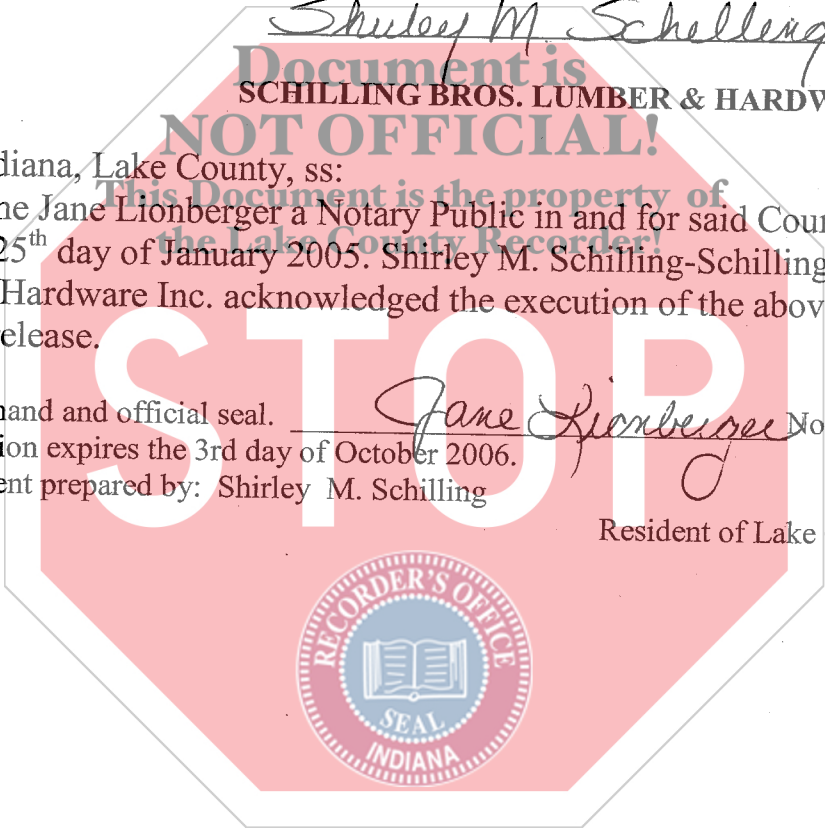 Shirley M. Schilling
Document is
SCHILLING BROS. LUMBER & HARDW
NOT OFFICIAL!
diana, Lake County, ss:
This Document is the property of
ne Jane Lionberger a Notary Public in and for said Coun
the Lake County Recorder!
25th day of January 2005. Shirley M. Schilling-Schilling
Hardware Inc. acknowledged the execution of the abov
elease.
STOP
hand and official seal. Jane Lionberger No
ion expires the 3rd day of October 2006.
ent prepared by: Shirley M. Schilling
Resident of Lake
RECORDER'S OFFICE
SEAL
INDIANA